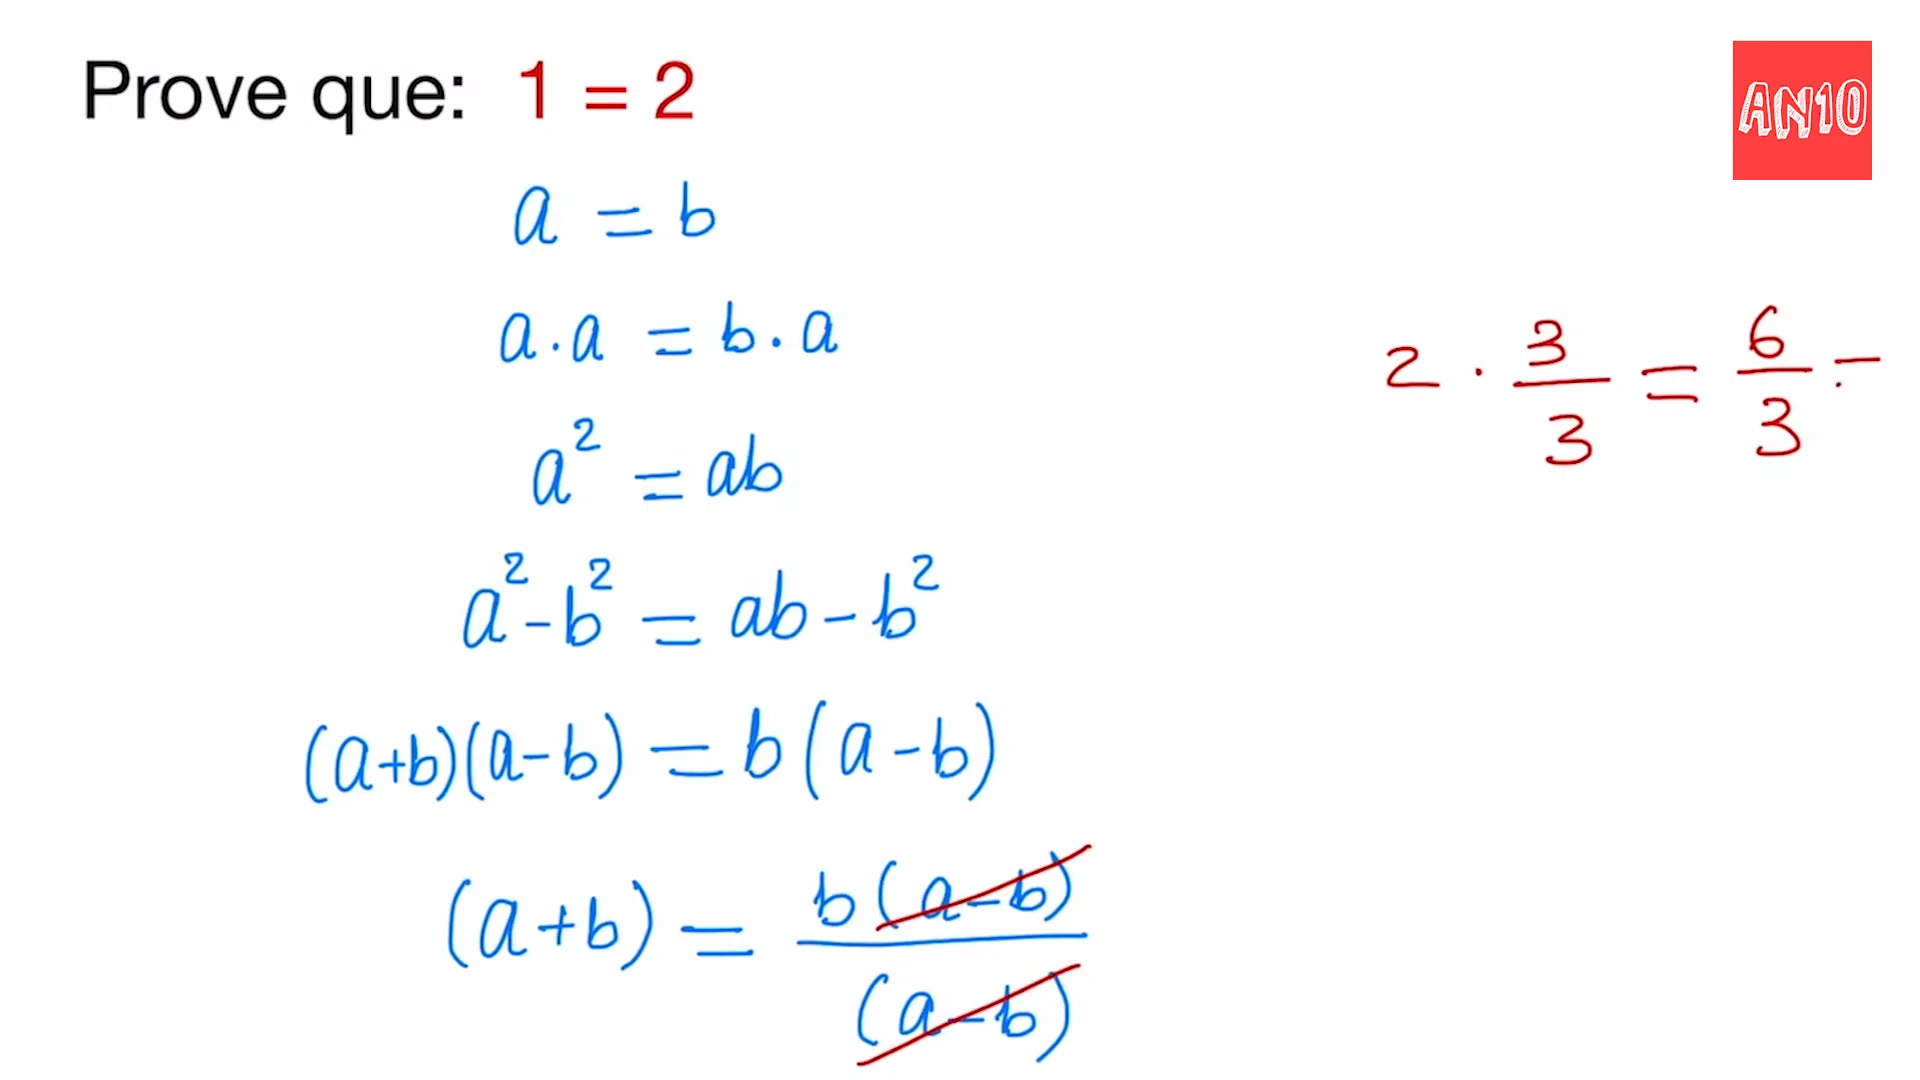 Prove que: 1 = 2
AN10
a = b
a · a = b · a
2 · 3/3 = 6/3 =
a² = ab
a² - b² = ab - b²
(a+b)(a-b) = b(a-b)
(a+b) = b(a-b)/(a-b)